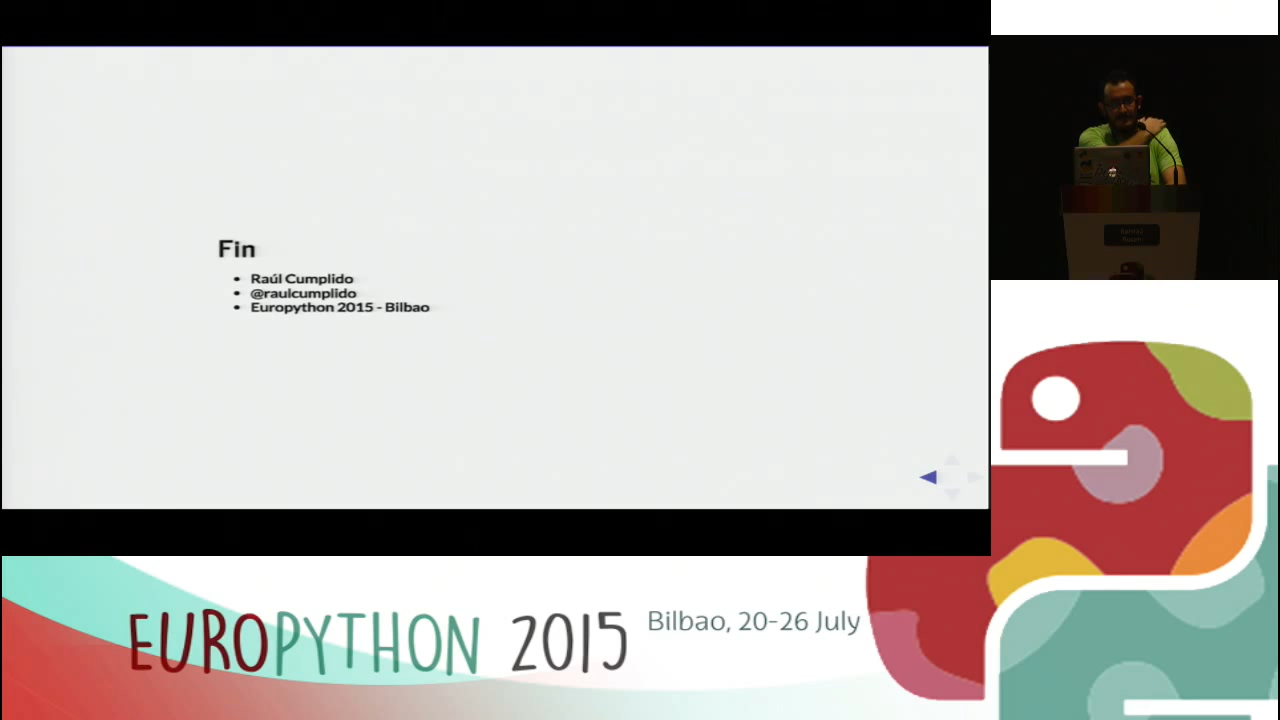 Fin
• Raúl Cumplido
• @raulcumplido
• Europython 2015 - Bilbao
EUROPYTHON 2015
Bilbao, 20-26 July